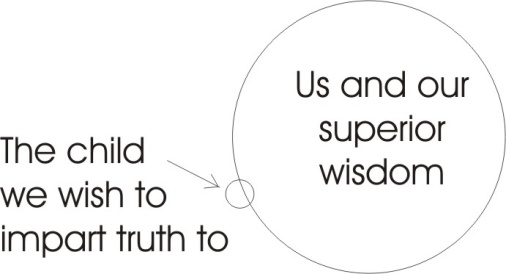 Us and our
superior
wisdom
The child
we wish to
impart truth to